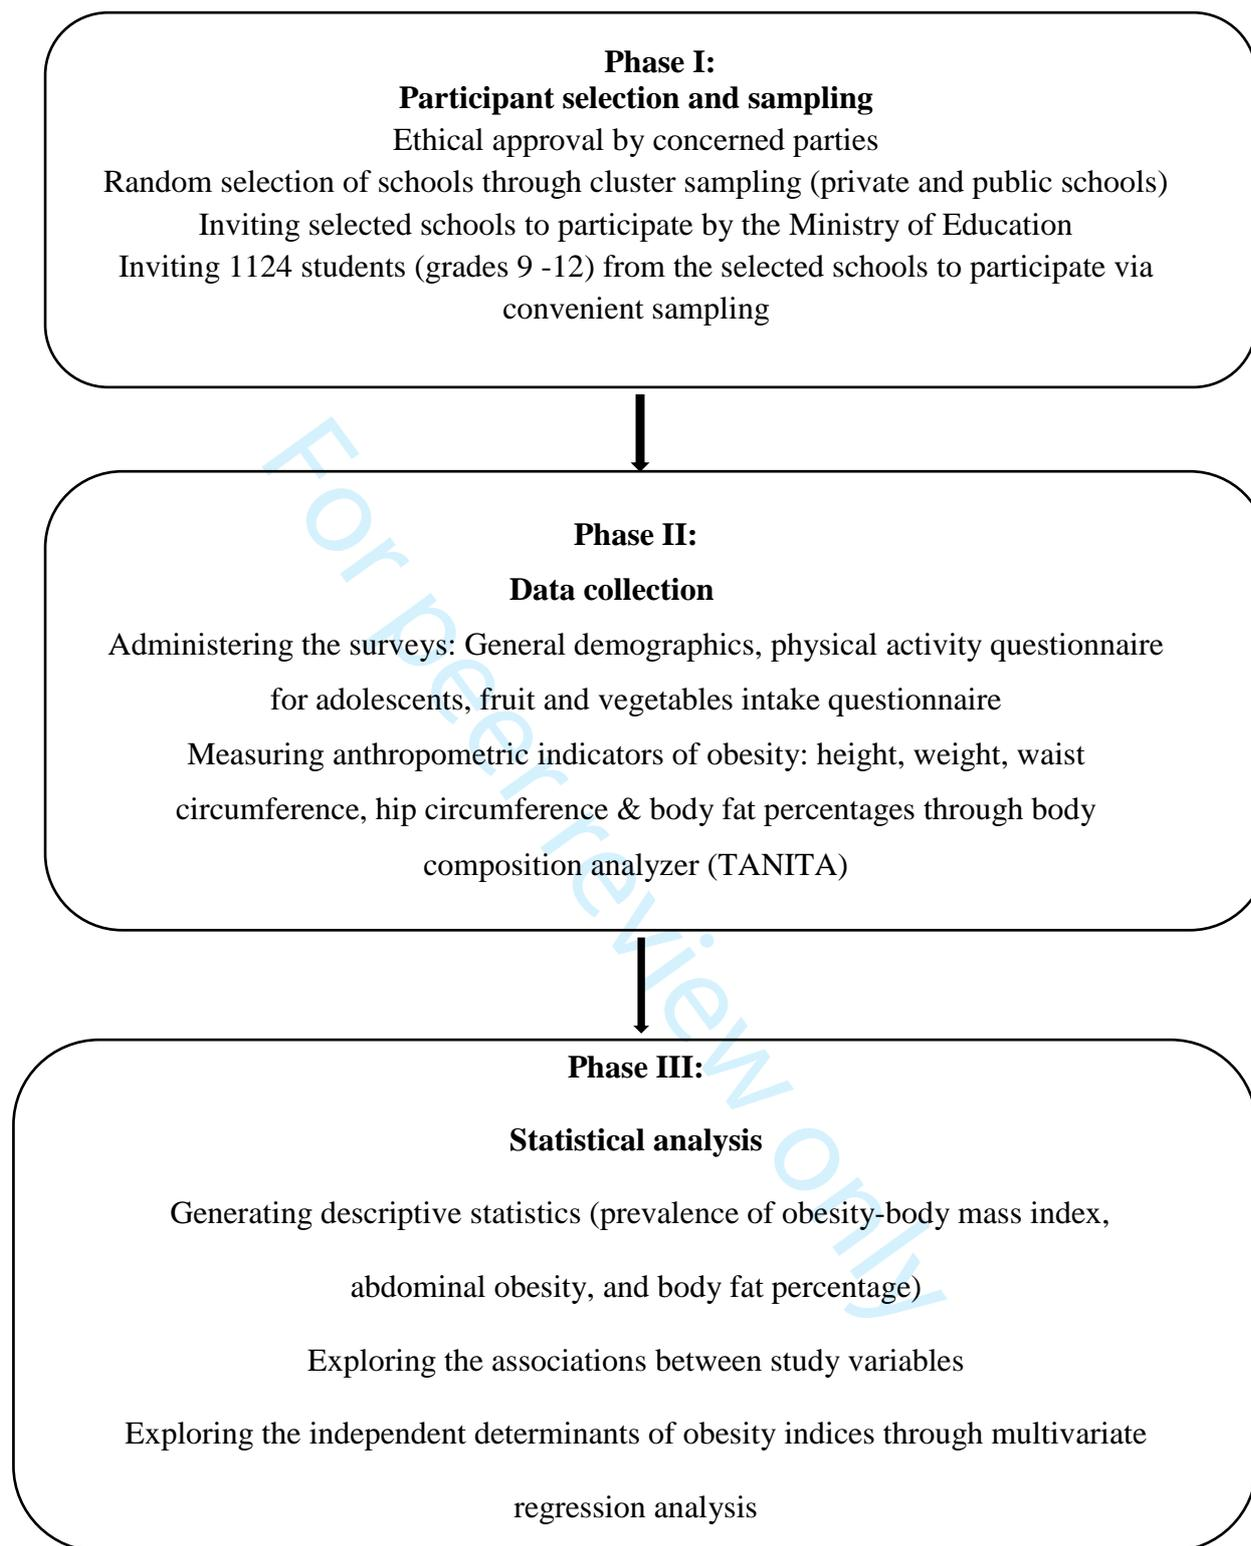 Phase I:
Participant selection and sampling
Ethical approval by concerned parties
Random selection of schools through cluster sampling (private and public schools)
Inviting selected schools to participate by the Ministry of Education
Inviting 1124 students (grades 9 -12) from the selected schools to participate via
convenient sampling
Phase II:
Data collection
Administering the surveys: General demographics, physical activity questionnaire
for adolescents, fruit and vegetables intake questionnaire
Measuring anthropometric indicators of obesity: height, weight, waist
circumference, hip circumference & body fat percentages through body
composition analyzer (TANITA)
Phase III:
Statistical analysis
Generating descriptive statistics (prevalence of obesity-body mass index,
abdominal obesity, and body fat percentage)
Exploring the associations between study variables
Exploring the independent determinants of obesity indices through multivariate
regression analysis
For peer review only